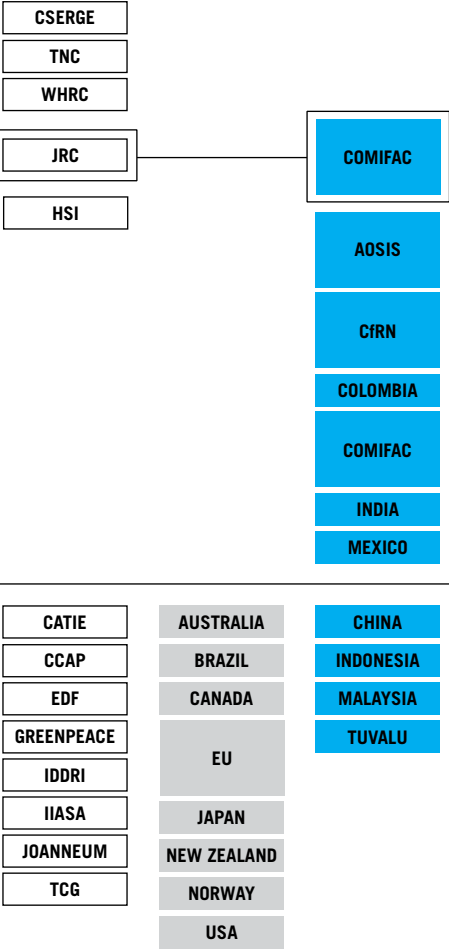 CSERGE
TNC
WHRC
JRC
HSI
COMIFAC
AOSIS
CfRN
COLOMBIA
COMIFAC
INDIA
MEXICO
CATIE
CCAP
EDF
GREENPEACE
IDDRI
IIASA
JOANNEUM
TCG
AUSTRALIA
BRAZIL
CANADA
EU
JAPAN
NEW ZEALAND
NORWAY
USA
CHINA
INDONESIA
MALAYSIA
TUVALU